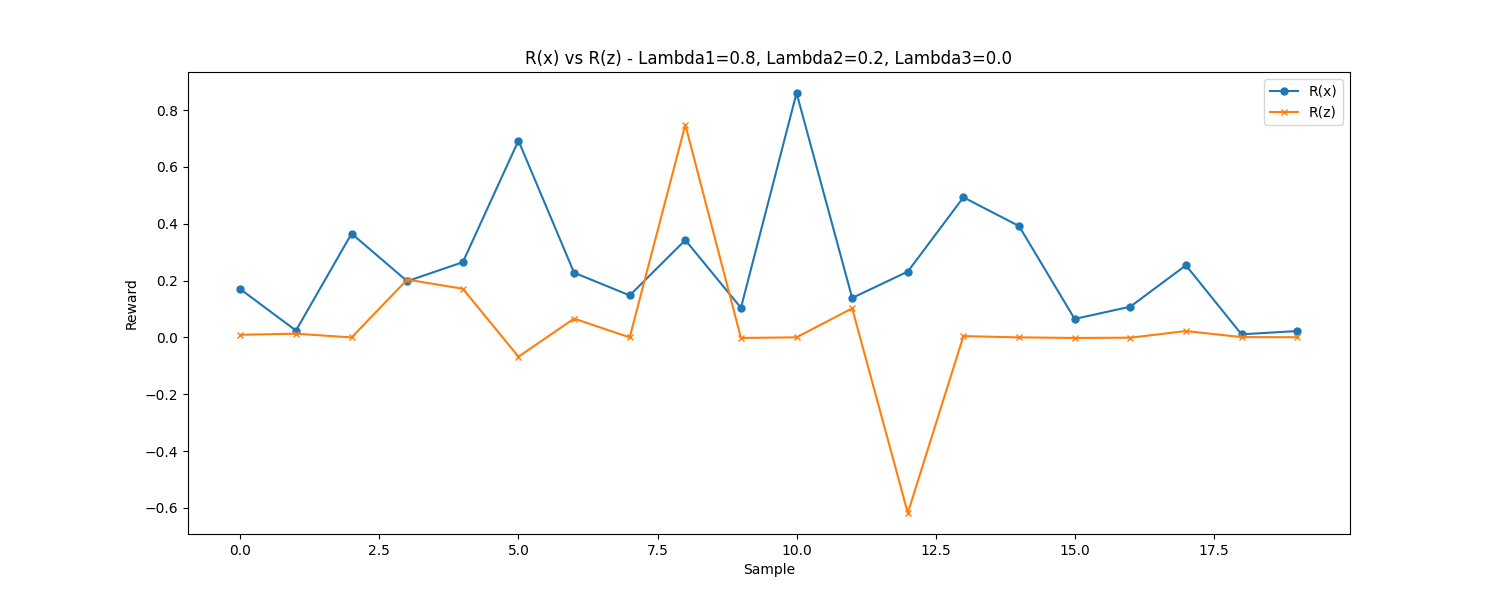 R(x) vs R(z) - Lambda1=0.8, Lambda2=0.2, Lambda3=0.0
R(x)
R(z)
0.8
0.6
0.4
0.2
0.0
−0.2
−0.4
−0.6
Reward
0.0 2.5 5.0 7.5 10.0 12.5 15.0 17.5
Sample